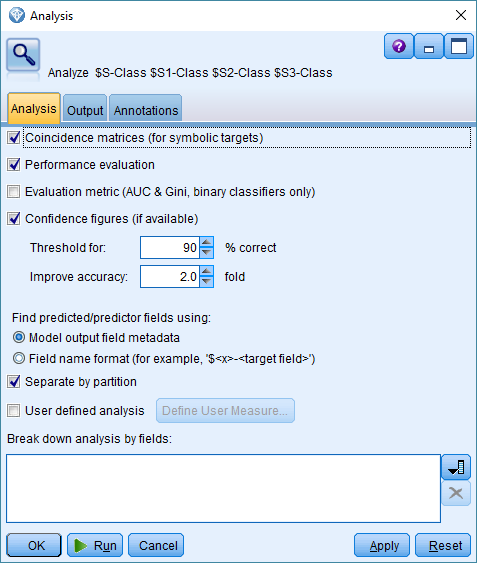 Analysis
Analyze $S-Class $S1-Class $S2-Class $S3-Class
Analysis Output Annotations
Coincidence matrices (for symbolic targets)
Performance evaluation
Evaluation metric (AUC & Gini, binary classifiers only)
Confidence figures (if available)
Threshold for: 90 % correct
Improve accuracy: 2.0 fold
Find predicted/predictor fields using:
Model output field metadata
Field name format (for example, '$<x>-<target field>')
Separate by partition
User defined analysis Define User Measure...
Break down analysis by fields:
OK Run Cancel Apply Reset